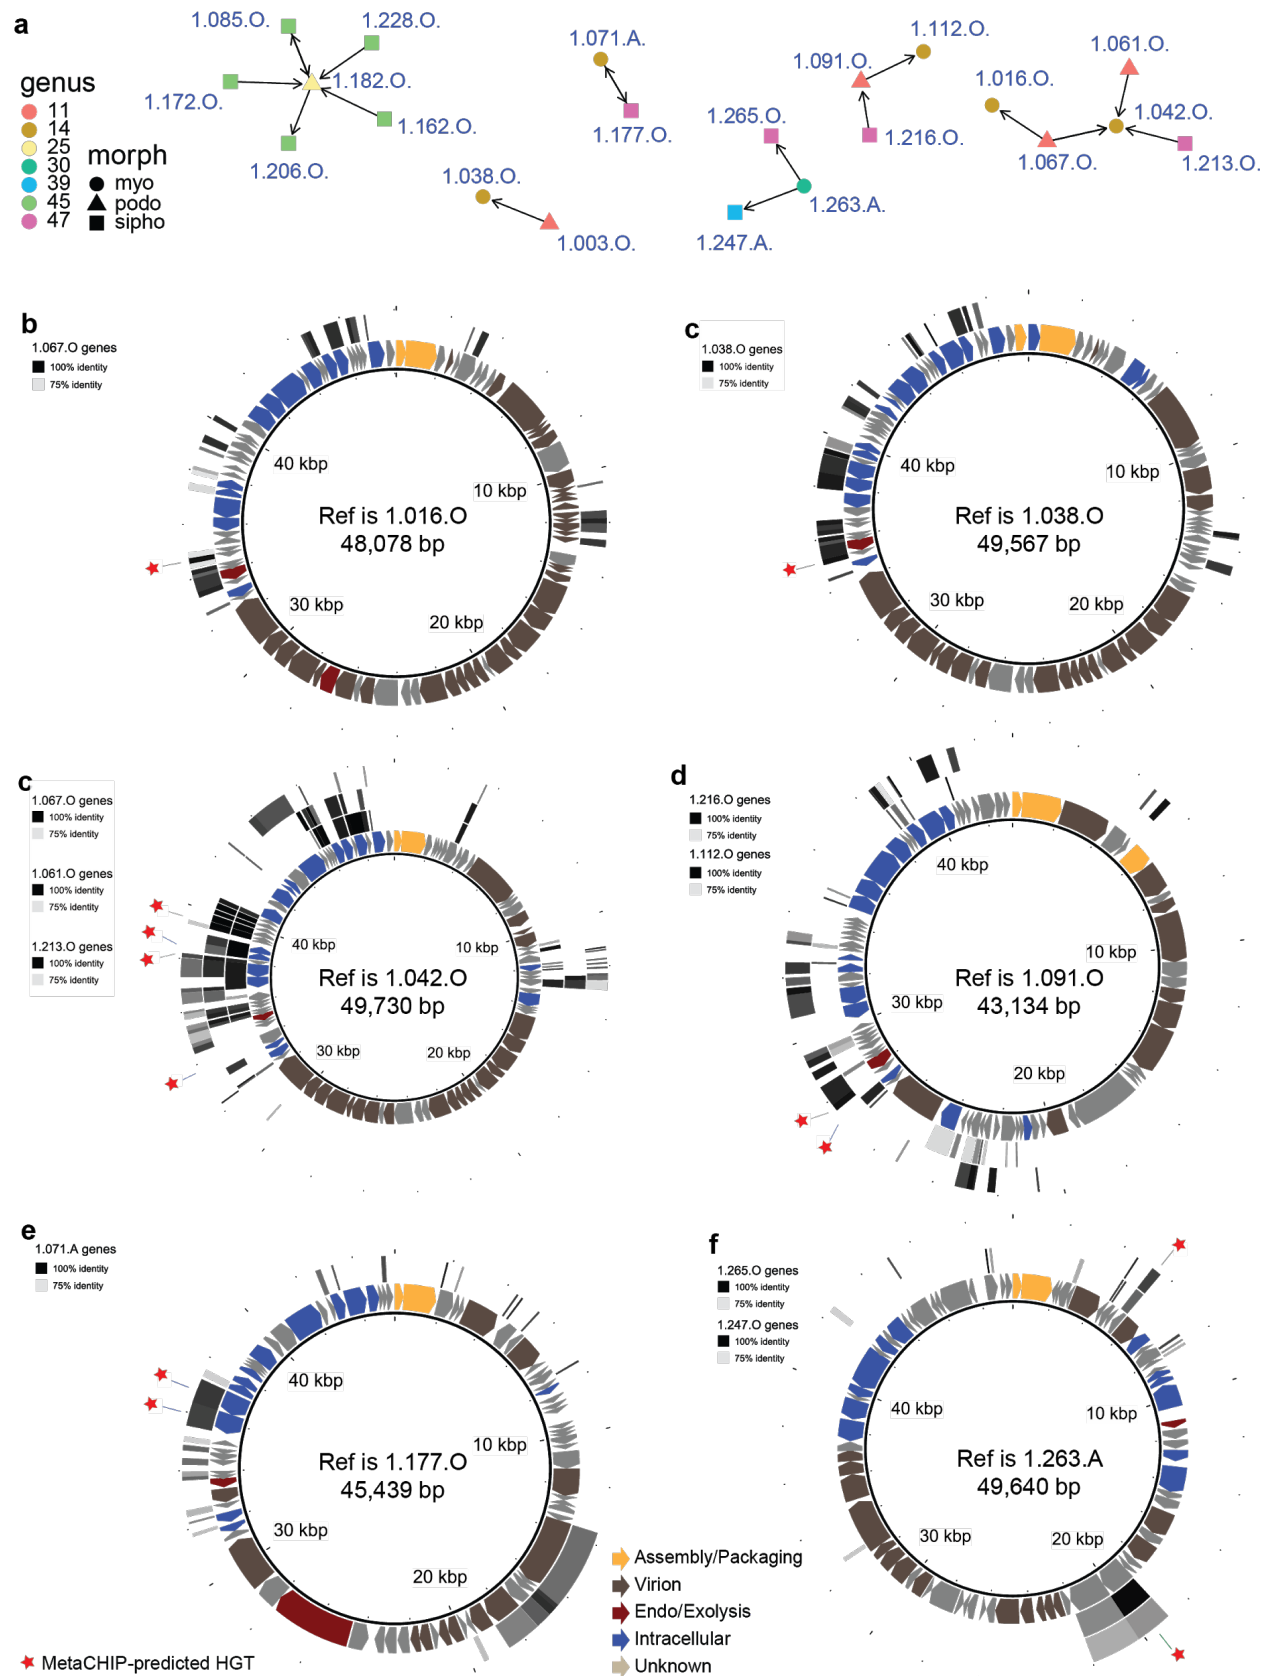 a
1.085.O.
1.228.O.
1.182.O.
1.172.O.
1.162.O.
1.206.O.
1.071.A.
1.177.O.
1.038.O.
1.003.O.
1.265.O.
1.263.A.
1.247.A.
1.091.O.
1.112.O.
1.216.O.
1.016.O.
1.061.O.
1.042.O.
1.067.O.
1.213.O.
genus
11
14
25
30
39
45
47
morph
myo
podo
sipho
b
1.067.O genes
100% identity
75% identity
40 kbp
10 kbp
Ref is 1.016.O
48,078 bp
30 kbp
20 kbp
c
1.038.O genes
100% identity
75% identity
40 kbp
10 kbp
Ref is 1.038.O
49,567 bp
30 kbp
20 kbp
c
1.067.O genes
100% identity
75% identity
1.061.O genes
100% identity
75% identity
1.213.O genes
100% identity
75% identity
40 kbp
10 kbp
Ref is 1.042.O
49,730 bp
30 kbp
20 kbp
d
1.216.O genes
100% identity
75% identity
1.112.O genes
100% identity
75% identity
40 kbp
10 kbp
Ref is 1.091.O
43,134 bp
30 kbp
20 kbp
e
1.071.A genes
100% identity
75% identity
40 kbp
10 kbp
Ref is 1.177.O
45,439 bp
30 kbp
20 kbp
f
1.265.O genes
100% identity
75% identity
1.247.O genes
100% identity
75% identity
40 kbp
10 kbp
Ref is 1.263.A
49,640 bp
30 kbp
20 kbp
Assembly/Packaging
Virion
Endo/Exolysis
Intracellular
Unknown
MetaCHIP-predicted HGT